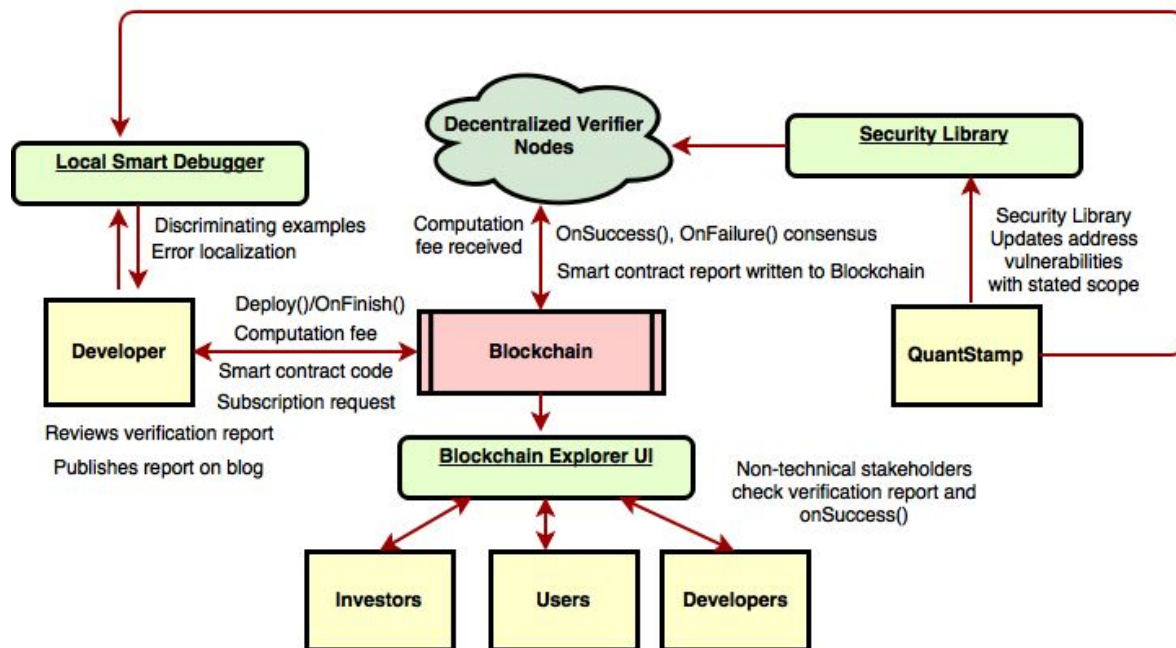 Decentralized Verifier
Nodes
Security Library
Local Smart Debugger
Discriminating examples
Error localization
Computation
fee received
OnSuccess(), OnFailure() consensus
Smart contract report written to Blockchain
Security Library
Updates address
vulnerabilities
with stated scope
Developer
Deploy()/OnFinish()
Computation fee
Smart contract code
Subscription request
Blockchain
QuantStamp
Reviews verification report
Publishes report on blog
Blockchain Explorer UI
Non-technical stakeholders
check verification report and
onSuccess()
Investors
Users
Developers